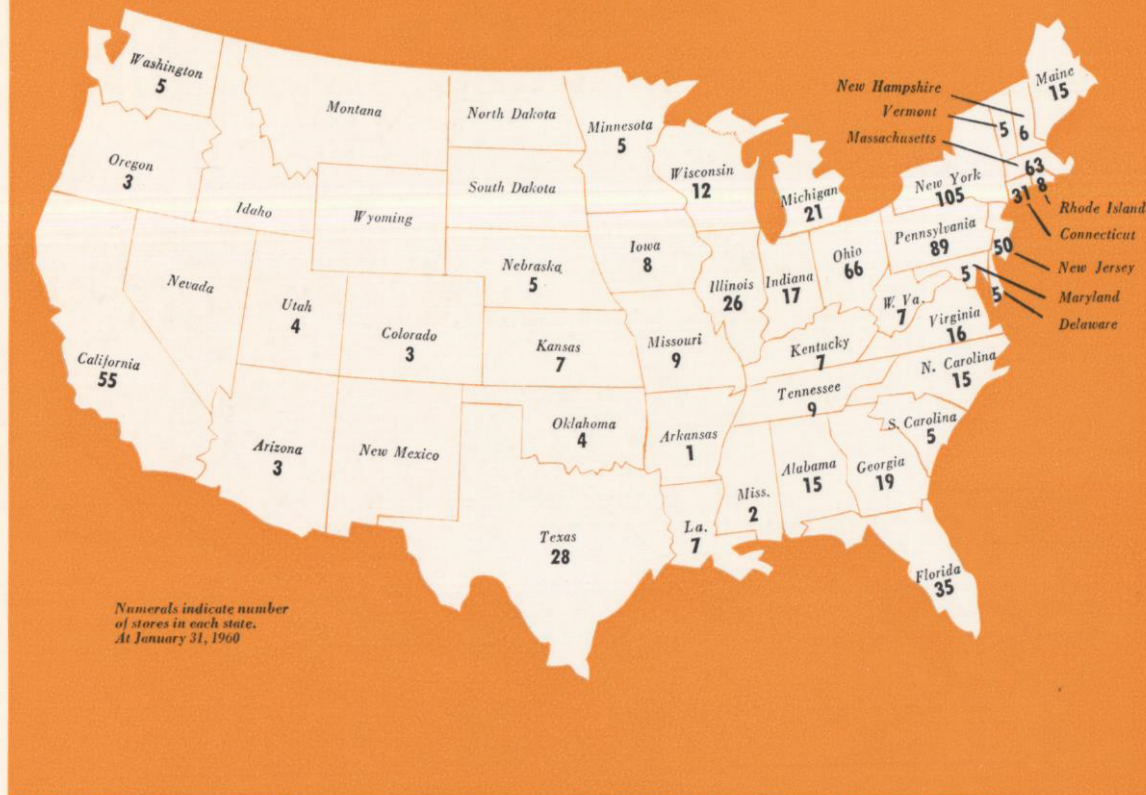 Washington
5
Montana
North Dakota
Minnesota
5
New Hampshire
Vermont
Massachusetts
Maine
15
5
6
Oregon
3
Idaho
Wyoming
South Dakota
Wisconsin
12
Michigan
21
New York
105
63
31
8
Rhode Island
Connecticut
Nevada
Utah
4
Colorado
3
Nebraska
5
Iowa
8
Illinois
26
Indiana
17
Ohio
66
Pennsylvania
89
50
New Jersey
5
Maryland
5
Delaware
W. Va.
7
Virginia
16
California
55
Kansas
7
Missouri
9
Kentucky
7
N. Carolina
15
Tennessee
9
S. Carolina
5
Arizona
3
New Mexico
Oklahoma
4
Arkansas
1
Miss.
2
Alabama
15
Georgia
19
Texas
28
La.
7
Florida
35
Numerals indicate number
of stores in each state.
At January 31, 1960